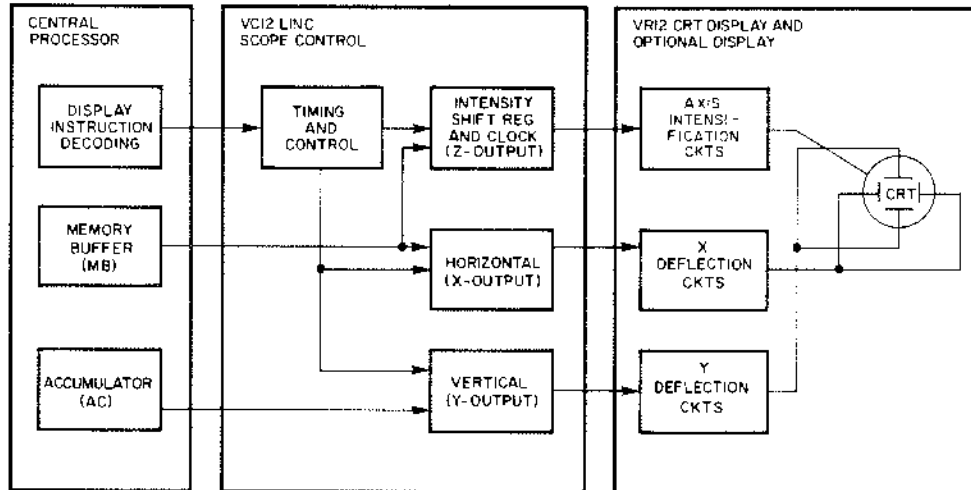 CENTRAL
PROCESSOR
DISPLAY
INSTRUCTION
DECODING
MEMORY
BUFFER
(MB)
ACCUMULATOR
(AC)
VC12 LINC
SCOPE CONTROL
TIMING
AND
CONTROL
INTENSITY
SHIFT REG
AND CLOCK
(Z-OUTPUT)
HORIZONTAL
(X-OUTPUT)
VERTICAL
(Y-OUTPUT)
VR12 CRT DISPLAY AND
OPTIONAL DISPLAY
AXIS
INTENSI-
FICATION
CKTS
X
DEFLECTION
CKTS
Y
DEFLECTION
CKTS
CRT